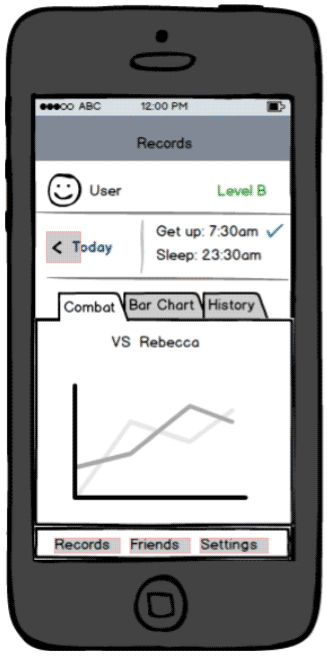 ABC 12:00 PM
Records
User Level B
< Today
Get up: 7:30am
Sleep: 23:30am
Combat Bar Chart History
VS Rebecca
Records Friends Settings